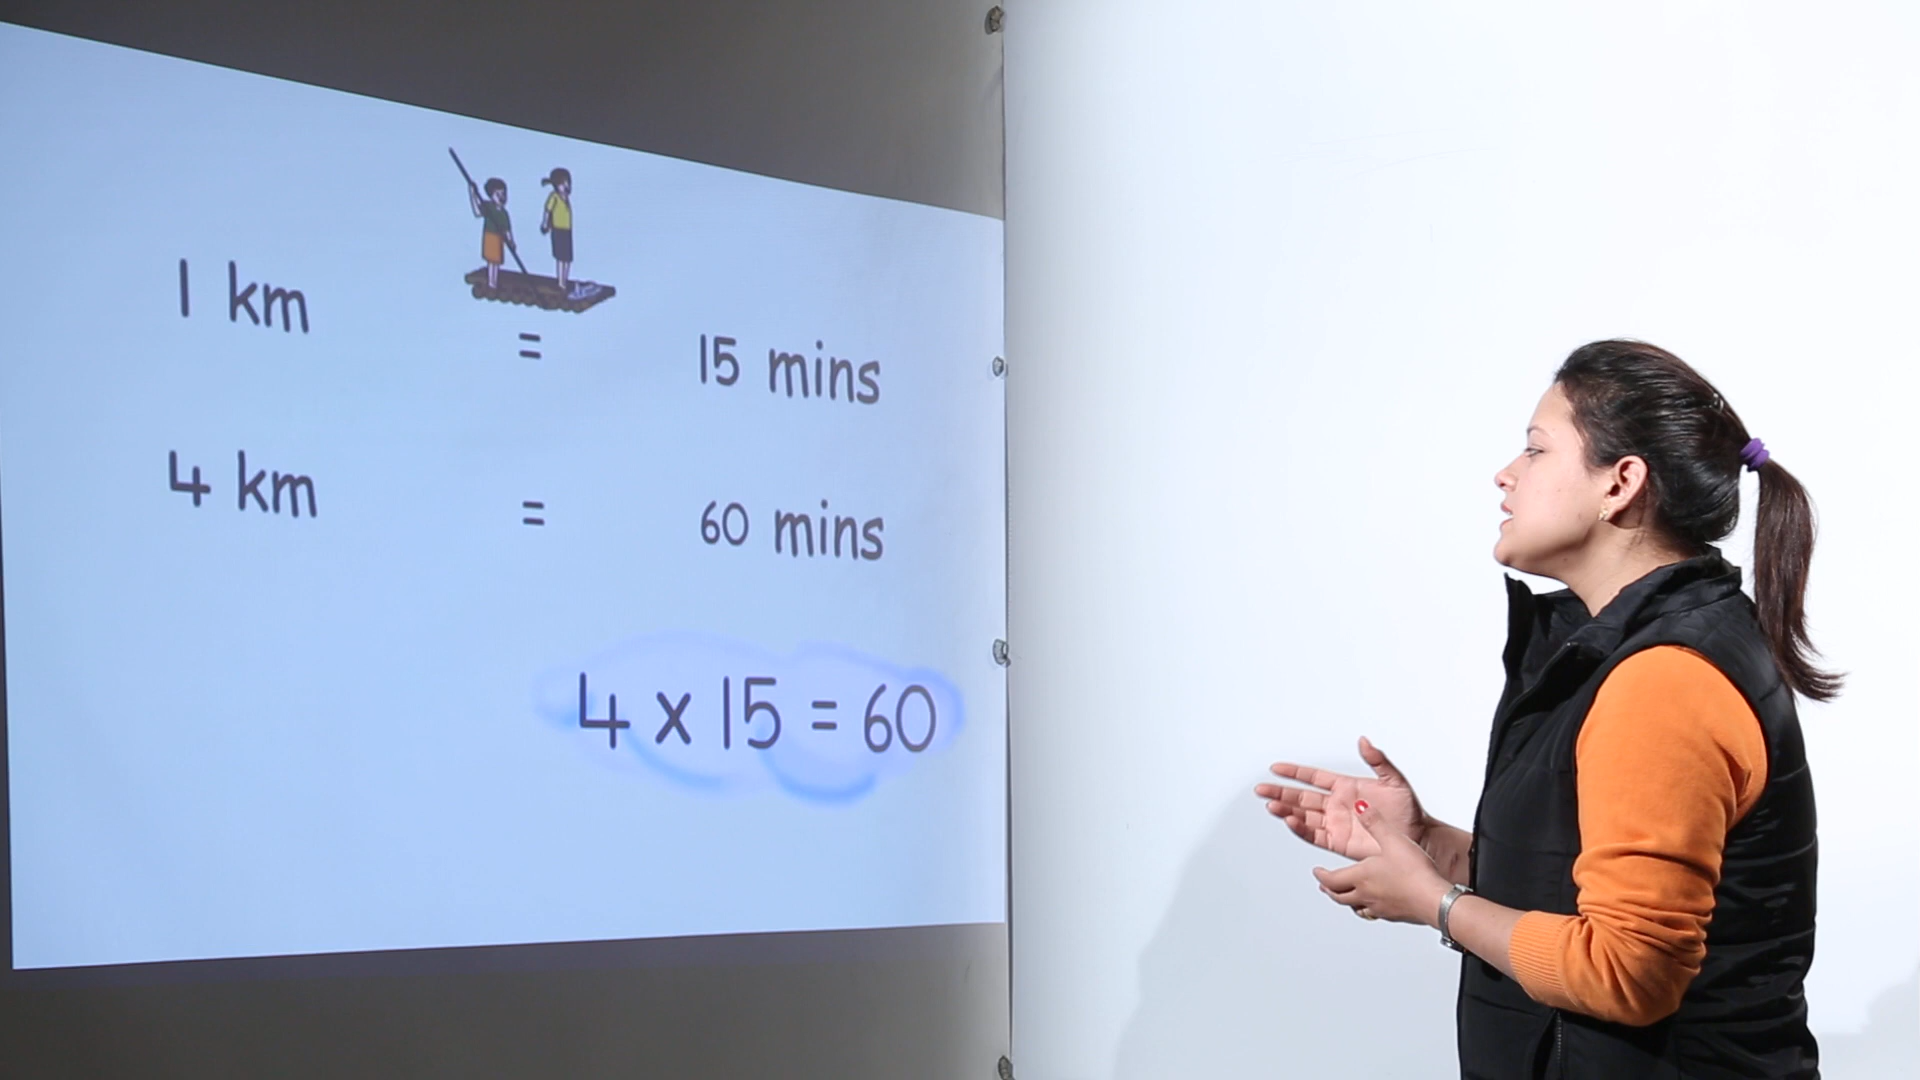 1 km = 15 mins
4 km = 60 mins
4 x 15 = 60